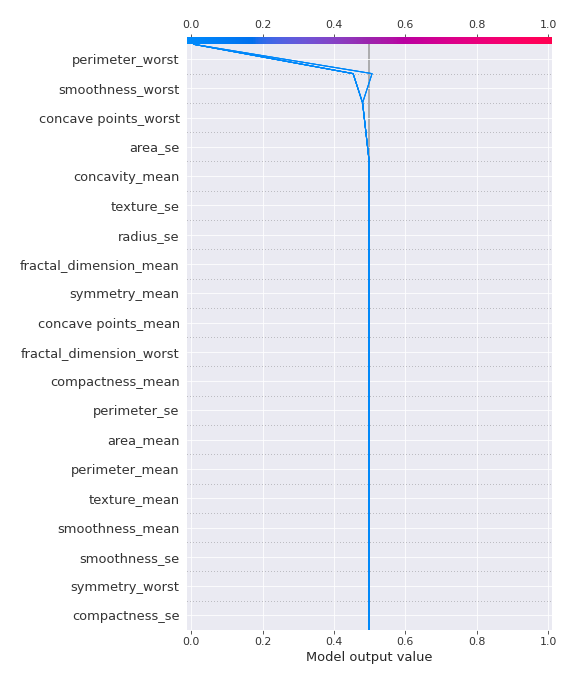 0.0 0.2 0.4 0.6 0.8 1.0
perimeter_worst
smoothness_worst
concave points_worst
area_se
concavity_mean
texture_se
radius_se
fractal_dimension_mean
symmetry_mean
concave points_mean
fractal_dimension_worst
compactness_mean
perimeter_se
area_mean
perimeter_mean
texture_mean
smoothness_mean
smoothness_se
symmetry_worst
compactness_se
0.0 0.2 0.4 0.6 0.8 1.0
Model output value